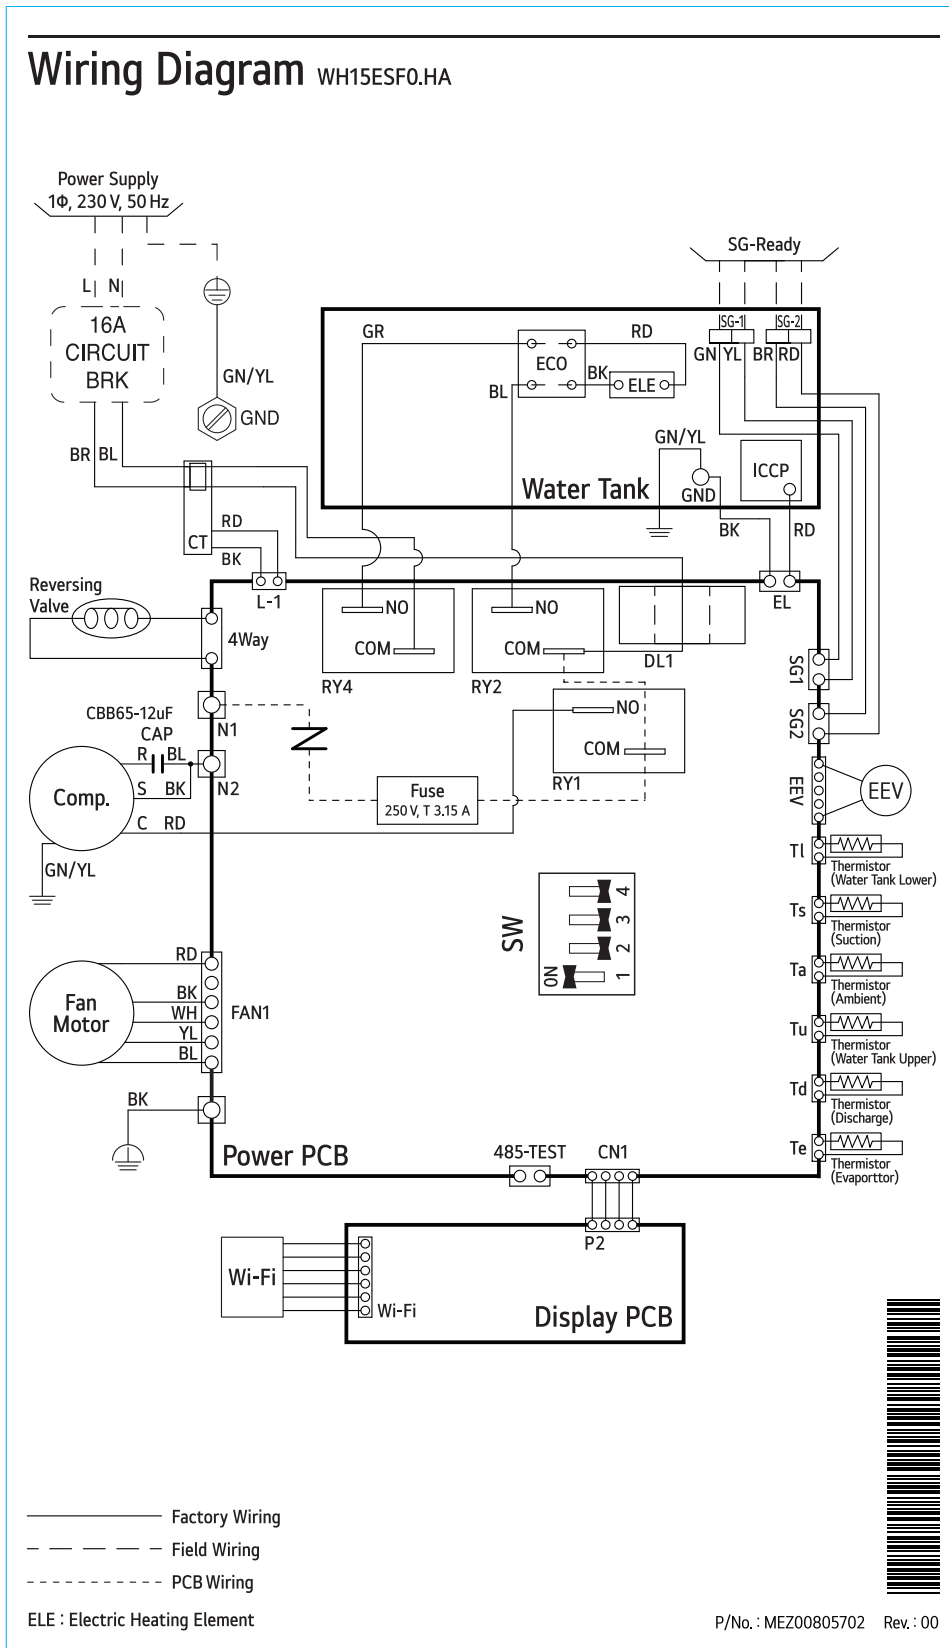 Wiring Diagram WH15ESF0.HA
Power Supply
1Φ, 230 V, 50 Hz
L
N
16A
CIRCUIT
BRK
GN/YL
GND
BR
BL
CT
RD
BK
L-1
SG-Ready
SG-1
SG-2
GN
YL
BR
RD
GR
RD
ECO
BK
ELE
BL
GN/YL
GND
ICCP
Water Tank
BK
RD
EL
Reversing
Valve
4Way
NO
COM
RY4
NO
COM
RY2
DL1
NO
COM
RY1
SG1
SG2
EEV
EEV
N1
CBB65-12uF
CAP
R
BL
N2
Comp.
S
BK
C
RD
GN/YL
Fuse
250 V, T 3.15 A
SW
ON
1
2
3
4
Tl
Thermistor
(Water Tank Lower)
Ts
Thermistor
(Suction)
Ta
Thermistor
(Ambient)
Tu
Thermistor
(Water Tank Upper)
Td
Thermistor
(Discharge)
Te
Thermistor
(Evaporttor)
Fan
Motor
RD
BK
WH
YL
BL
FAN1
BK
Power PCB
485-TEST
CN1
P2
Wi-Fi
Wi-Fi
Display PCB
Factory Wiring
Field Wiring
PCB Wiring
ELE : Electric Heating Element
P/No. : MEZ00805702 Rev. : 00